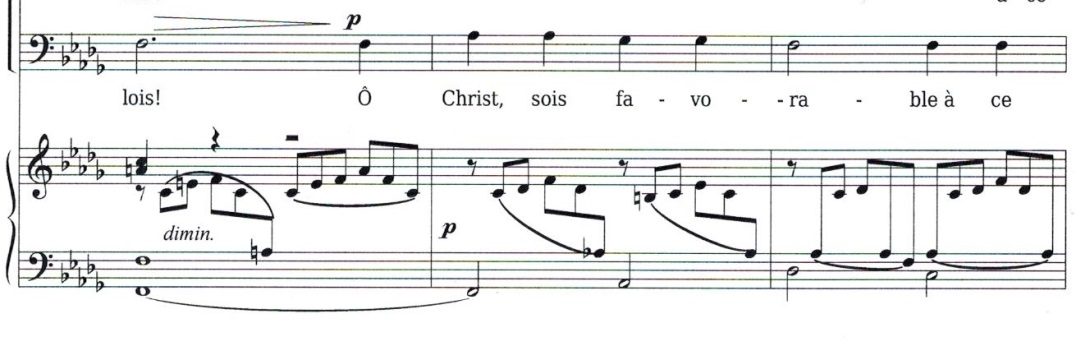 p
lois! Ô Christ, sois fa - vo - - ra - ble à ce
dimin.
p